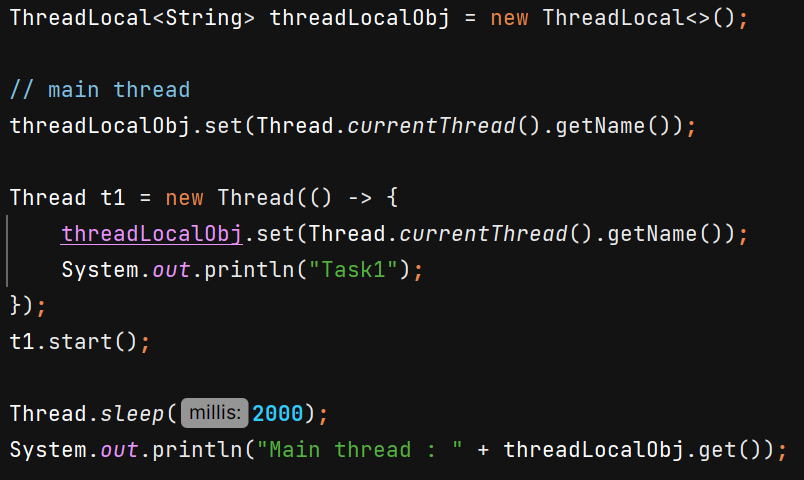 ThreadLocal<String> threadLocalObj = new ThreadLocal<>();
// main thread
threadLocalObj.set(Thread.currentThread().getName());
Thread t1 = new Thread(() -> {
threadLocalObj.set(Thread.currentThread().getName());
System.out.println("Task1");
});
t1.start();
Thread.sleep( millis: 2000);
System.out.println("Main thread : " + threadLocalObj.get());